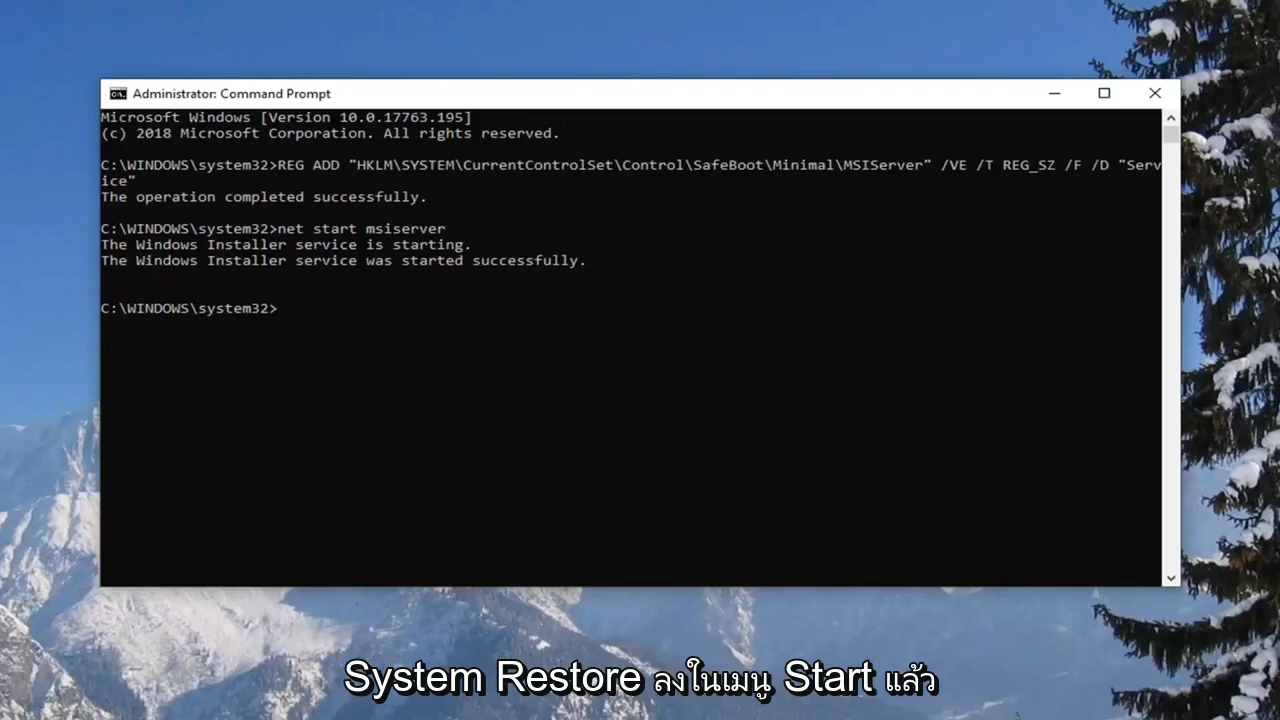 Administrator: Command Prompt
Microsoft Windows [Version 10.0.17763.195]
(c) 2018 Microsoft Corporation. All rights reserved.
C:\WINDOWS\system32>REG ADD "HKLM\SYSTEM\CurrentControlSet\Control\SafeBoot\Minimal\MSIServer" /VE /T REG_SZ /F /D "Serv
ice"
The operation completed successfully.
C:\WINDOWS\system32>net start msiserver
The Windows Installer service is starting.
The Windows Installer service was started successfully.
C:\WINDOWS\system32>
System Restore ลงในเมนู Start แล้ว